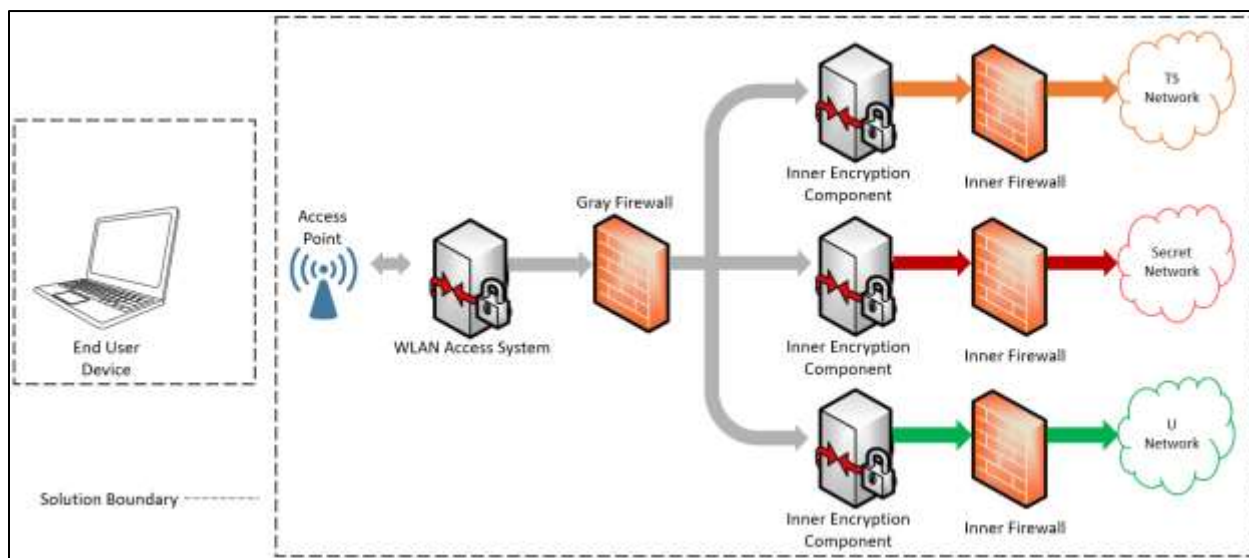 End User
Device
Solution Boundary
Access
Point
WLAN Access System
Gray Firewall
Inner Encryption
Component
Inner Firewall
TS
Network
Inner Encryption
Component
Inner Firewall
Secret
Network
Inner Encryption
Component
Inner Firewall
U
Network